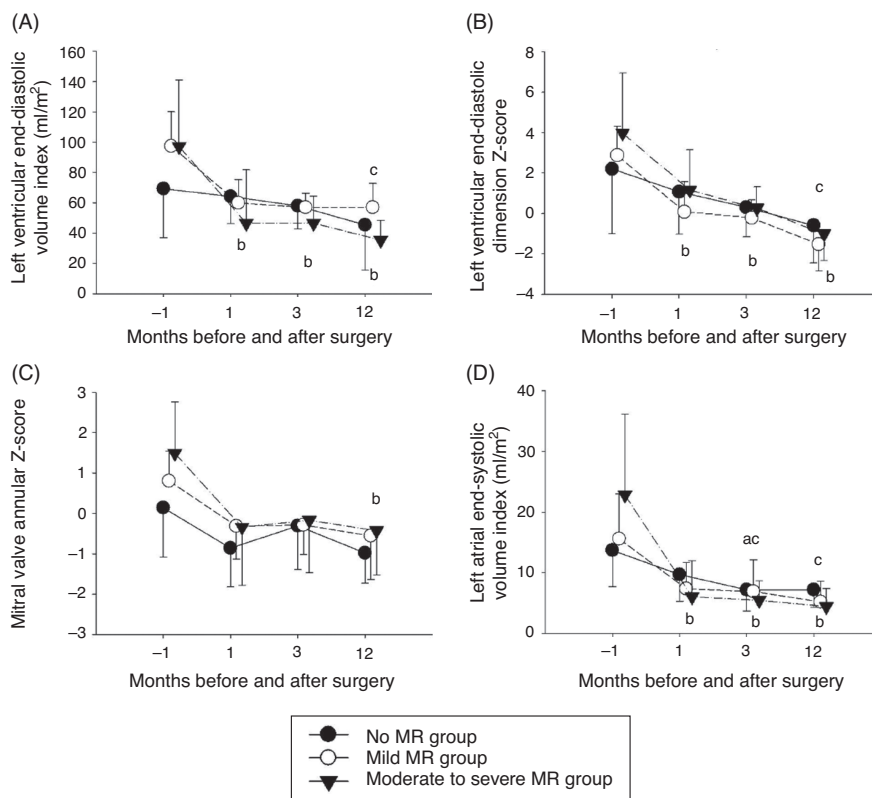 (A)
Left ventricular end-diastolic
volume index (ml/m²)
160
140
120
100
80
60
40
20
0
c
b
b
b
–1
1
3
12
Months before and after surgery
(B)
Left ventricular end-diastolic
dimension Z-score
8
6
4
2
0
–2
–4
c
b
b
b
–1
1
3
12
Months before and after surgery
(C)
Mitral valve annular Z-score
3
2
1
0
–1
–2
–3
b
–1
1
3
12
Months before and after surgery
(D)
Left atrial end-systolic
volume index (ml/m²)
40
30
20
10
0
ac
c
b
b
b
–1
1
3
12
Months before and after surgery
No MR group
Mild MR group
Moderate to severe MR group